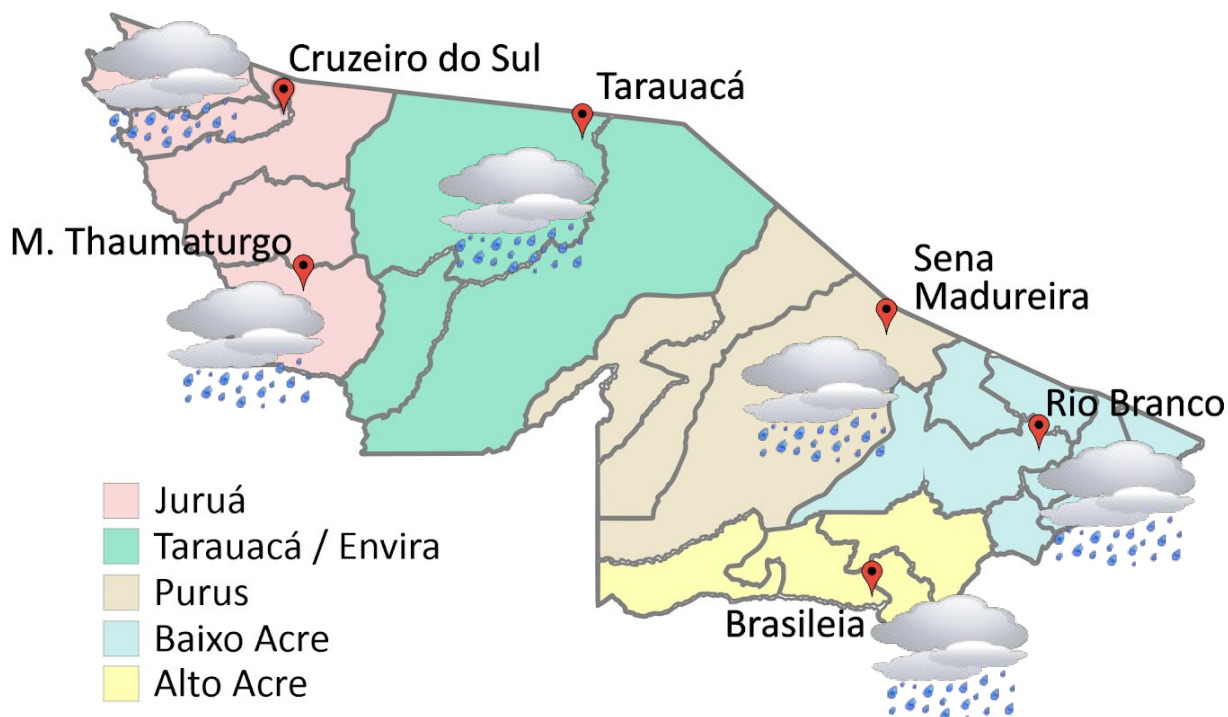 Cruzeiro do Sul
Tarauacá
M. Thaumaturgo
Sena
Madureira
Rio Branco
Brasileia
Juruá
Tarauacá / Envira
Purus
Baixo Acre
Alto Acre